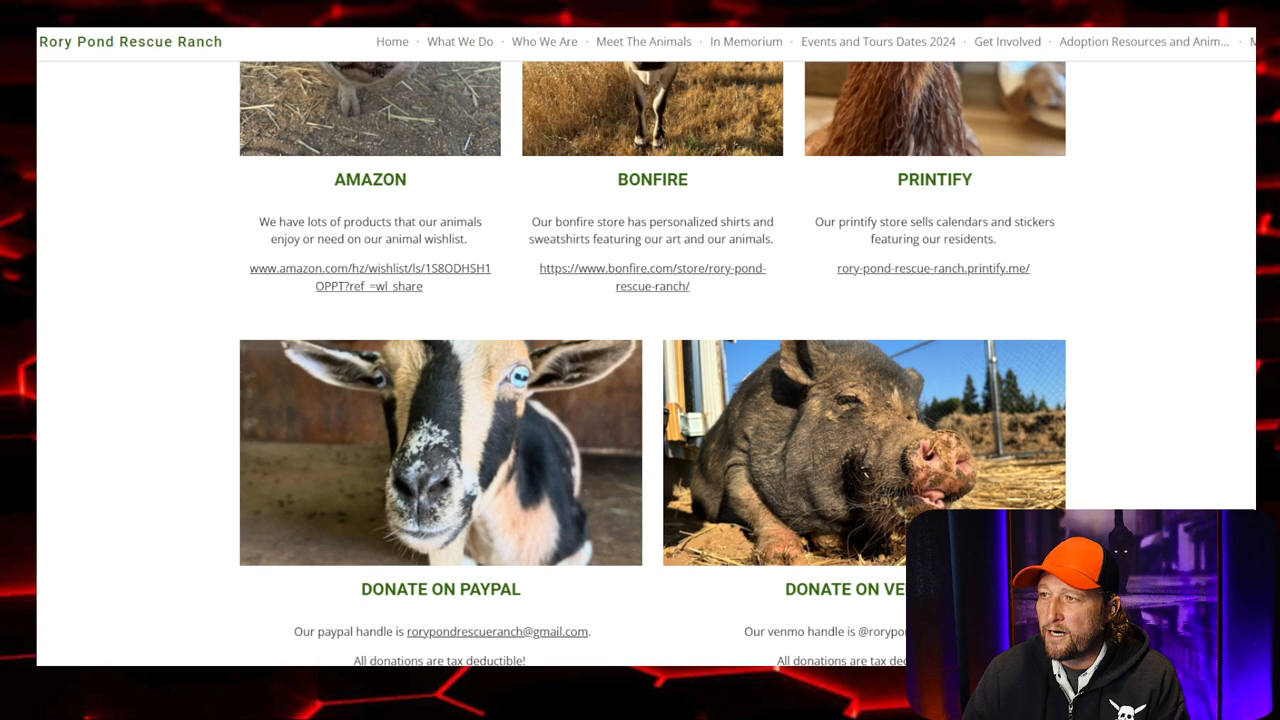 Rory Pond Rescue Ranch
Home · What We Do · Who We Are · Meet The Animals · In Memorium · Events and Tours Dates 2024 · Get Involved · Adoption Resources and Anim... ·
AMAZON
We have lots of products that our animals
enjoy or need on our animal wishlist.
www.amazon.com/hz/wishlist/ls/1S8ODHSH1
OPPT?ref_=wl_share
BONFIRE
Our bonfire store has personalized shirts and
sweatshirts featuring our art and our animals.
https://www.bonfire.com/store/rory-pond-
rescue-ranch/
PRINTIFY
Our printify store sells calendars and stickers
featuring our residents.
rory-pond-rescue-ranch.printify.me/
DONATE ON PAYPAL
Our paypal handle is rorypondrescueranch@gmail.com.
All donations are tax deductible!
DONATE ON VE
Our venmo handle is @rorypo
All donations are tax de